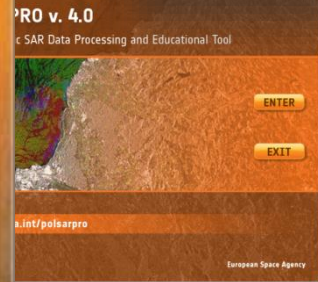 PRO v. 4.0
c SAR Data Processing and Educational Tool
ENTER
EXIT
a.int/polsarpro
European Space Agency